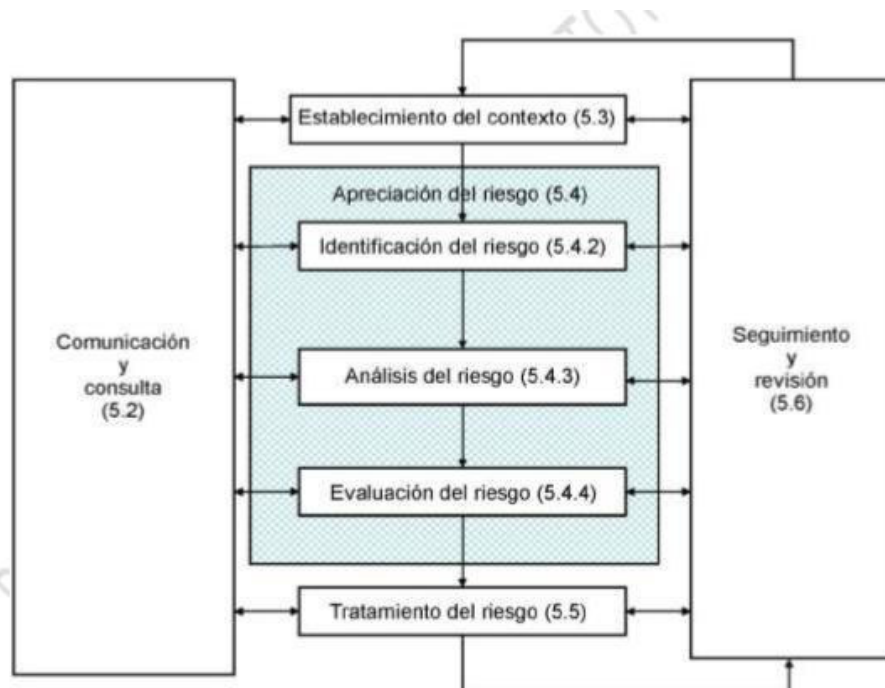 Establecimiento del contexto (5.3)
Apreciación del riesgo (5.4)
Identificación del riesgo (5.4.2)
Comunicación
y
consulta
(5.2)
Análisis del riesgo (5.4.3)
Seguimiento
y
revisión
(5.6)
Evaluación del riesgo (5.4.4)
Tratamiento del riesgo (5.5)